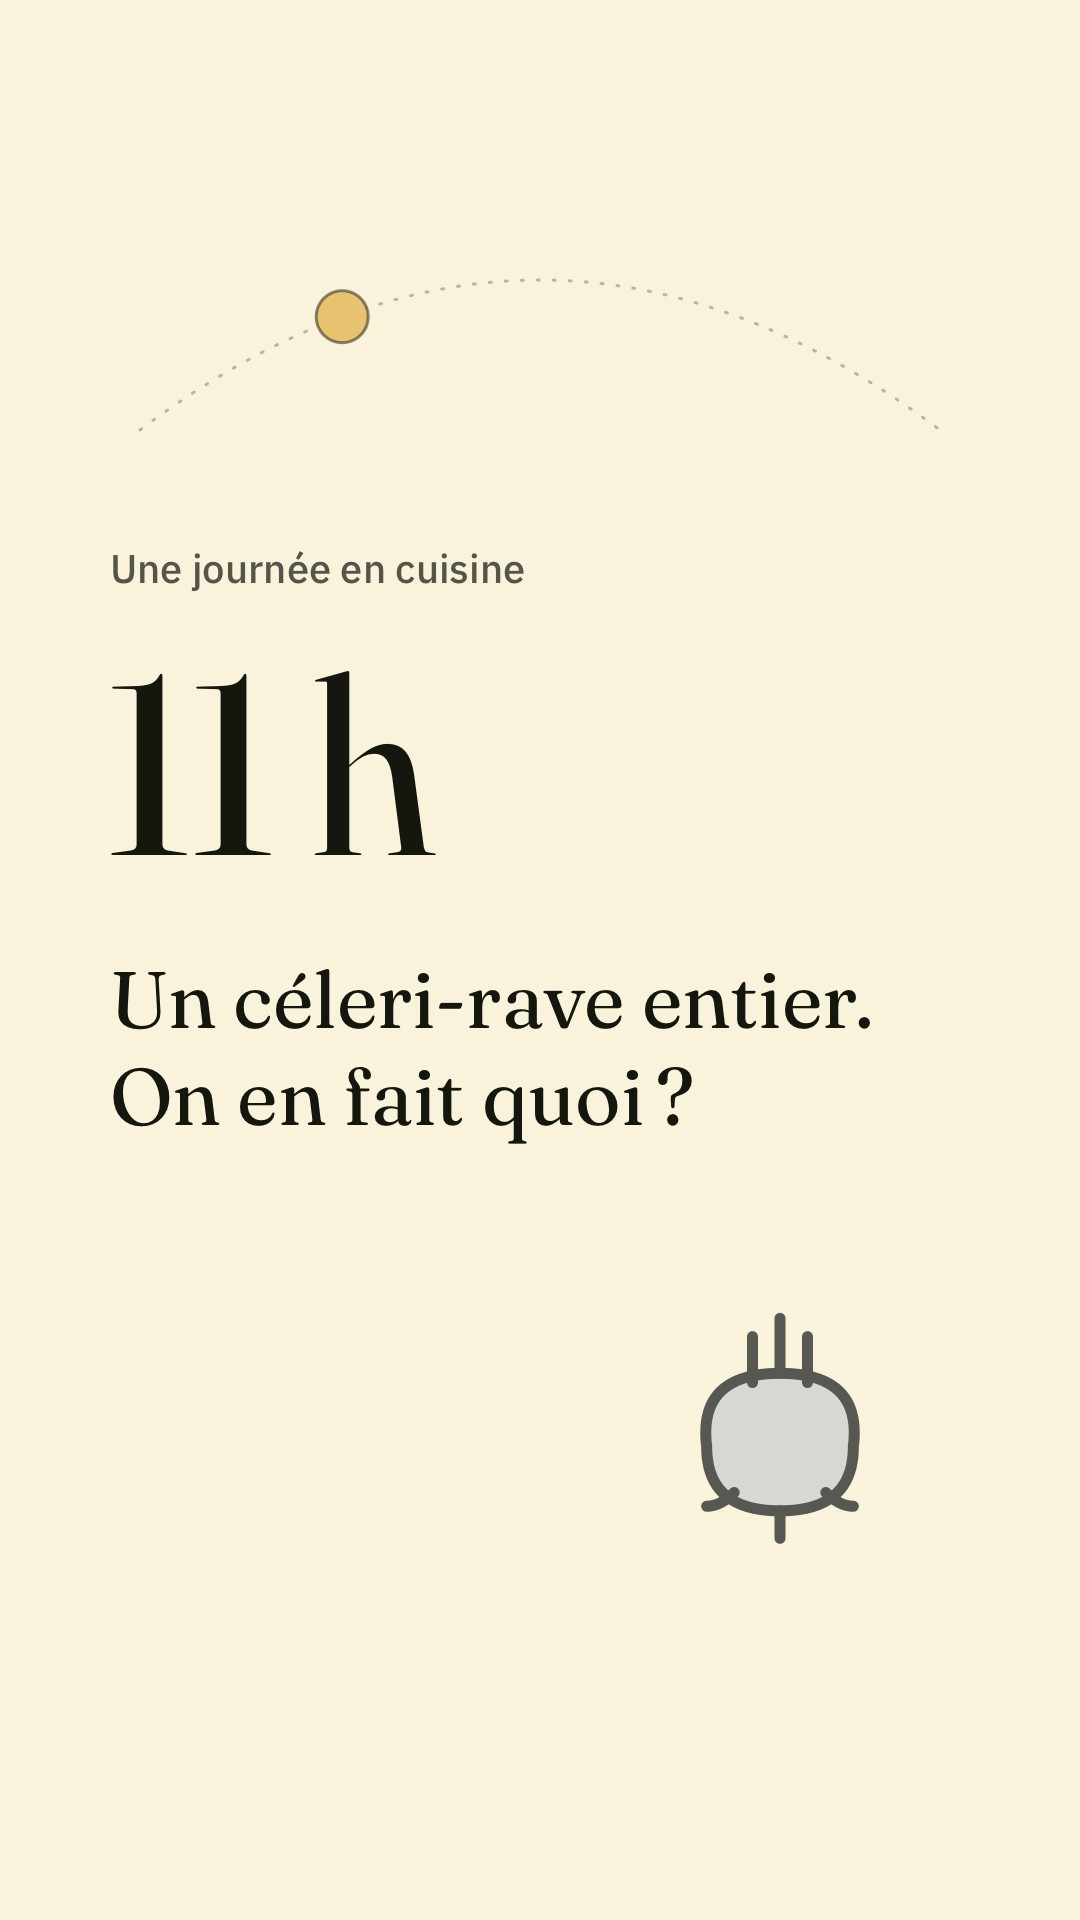 Une journée en cuisine
11 h
Un céleri-rave entier.
On en fait quoi ?